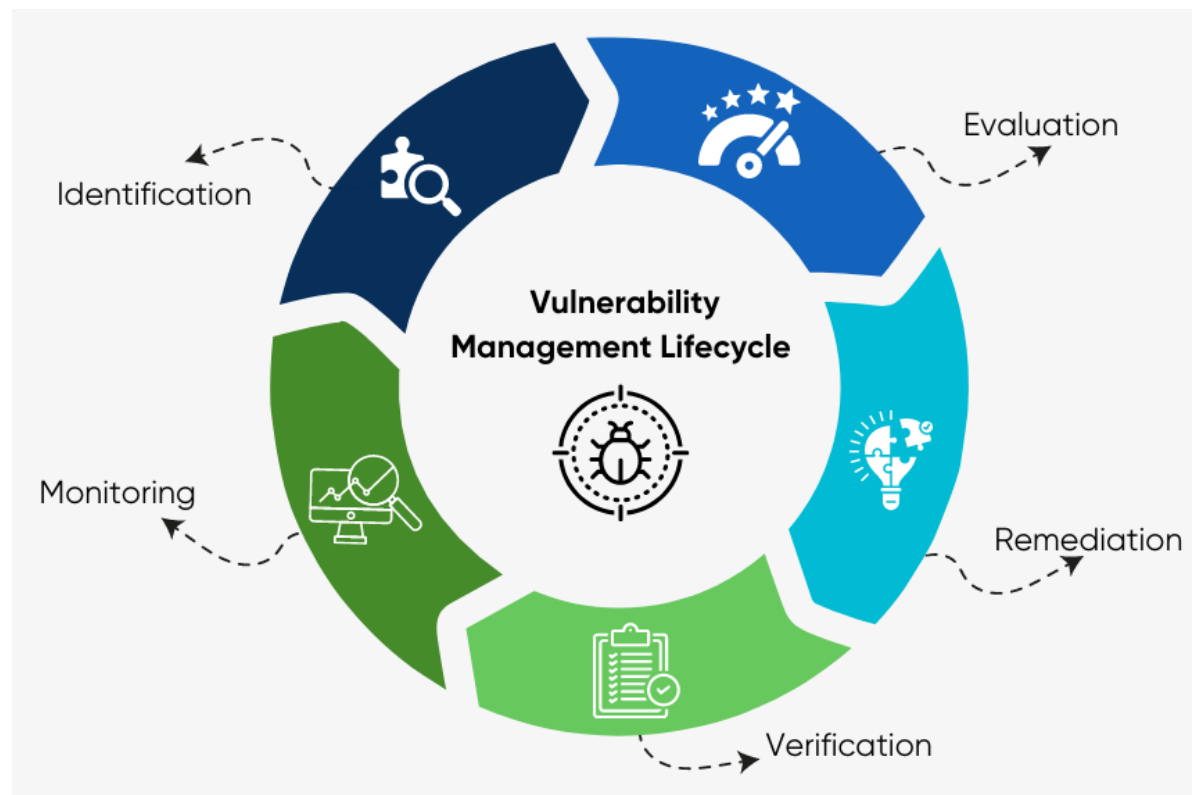 Evaluation
Identification
Vulnerability
Management Lifecycle
Monitoring
Remediation
Verification